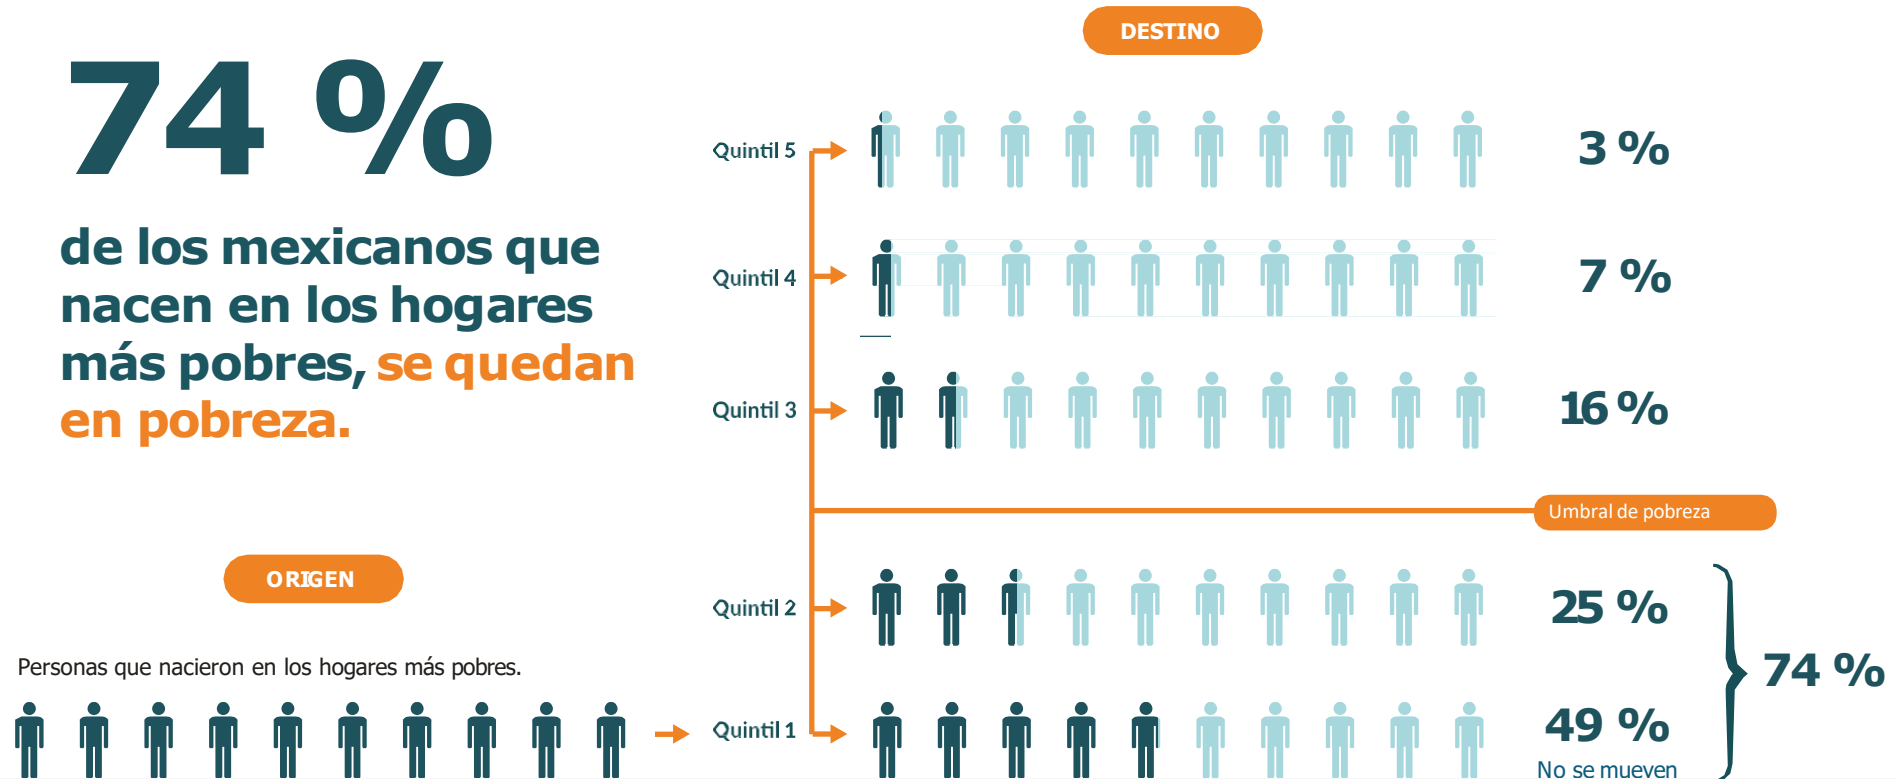 74 %
de los mexicanos que
nacen en los hogares
más pobres, se quedan
en pobreza.
ORIGEN
Personas que nacieron en los hogares más pobres.
DESTINO
Quintil 5
3 %
Quintil 4
7 %
Quintil 3
16 %
Umbral de pobreza
Quintil 2
25 %
74 %
Quintil 1
49 %
No se mueven